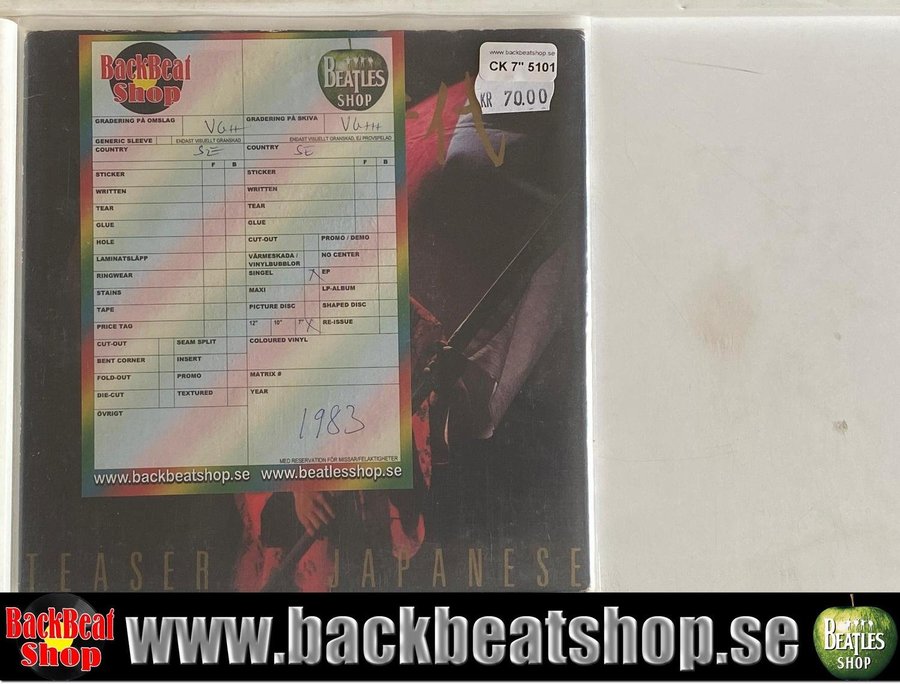 BackBeat
Shop
BEATLES
SHOP
www.backbeatshop.se
CK 7" 5101
KR 70.00
GRADERING PÅ OMSLAG
GRADERING PÅ SKIVA
GENERIC SLEEVE
ENDAST VISUELLT GRANSKAD
ENDAST VISUELLT GRANSKAD, EJ PROVSPELAD
COUNTRY SE
COUNTRY SE
F B
F B
STICKER
STICKER
WRITTEN
WRITTEN
TEAR
TEAR
GLUE
GLUE
HOLE
CUT-OUT
PROMO / DEMO
LAMINATSLÄPP
VÄRMESKADA /
VINYLBUBBLOR
NO CENTER
RINGWEAR
SINGEL X
EP
STAINS
MAXI
LP-ALBUM
TAPE
PICTURE DISC
SHAPED DISC
PRICE TAG
12" 10" 7" X
RE-ISSUE
CUT-OUT
SEAM SPLIT
COLOURED VINYL
BENT CORNER
INSERT
FOLD-OUT
PROMO
MATRIX #
DIE-CUT
TEXTURED
YEAR
ÖVRIGT
1983
MED RESERVATION FÖR MISSAR/FELAKTIGHETER
www.backbeatshop.se www.beatlesshop.se
TEASER JAPANESE
BackBeat
Shop
www.backbeatshop.se
BEATLES
SHOP